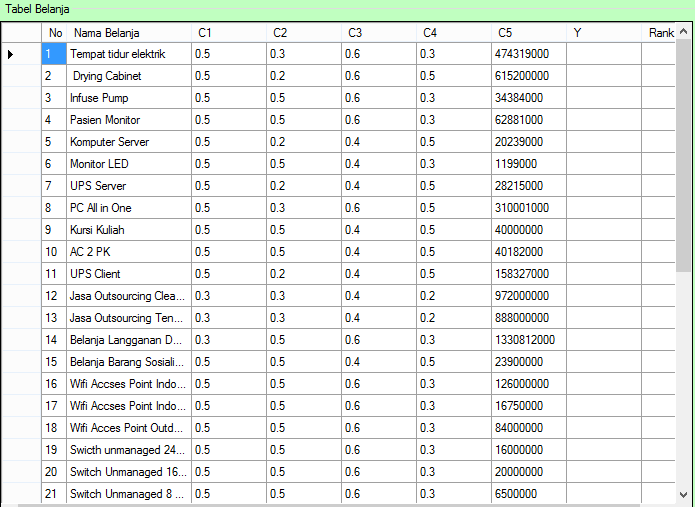 Tabel Belanja
No Nama Belanja C1 C2 C3 C4 C5 Y Rank
1 Tempat tidur elektrik 0.5 0.3 0.6 0.3 474319000
2 Drying Cabinet 0.5 0.2 0.6 0.5 615200000
3 Infuse Pump 0.5 0.5 0.6 0.3 34384000
4 Pasien Monitor 0.5 0.5 0.6 0.3 62881000
5 Komputer Server 0.5 0.2 0.4 0.5 20239000
6 Monitor LED 0.5 0.5 0.4 0.3 1199000
7 UPS Server 0.5 0.2 0.4 0.5 28215000
8 PC All in One 0.5 0.3 0.6 0.5 310001000
9 Kursi Kuliah 0.5 0.5 0.4 0.5 40000000
10 AC 2 PK 0.5 0.5 0.4 0.5 40182000
11 UPS Client 0.5 0.2 0.4 0.5 158327000
12 Jasa Outsourcing Clea... 0.3 0.3 0.4 0.2 972000000
13 Jasa Outsourcing Ten... 0.3 0.3 0.4 0.2 888000000
14 Belanja Langganan D... 0.3 0.5 0.6 0.3 1330812000
15 Belanja Barang Sosiali... 0.5 0.5 0.4 0.5 23900000
16 Wifi Accses Point Indo... 0.5 0.5 0.6 0.3 126000000
17 Wifi Accses Point Indo... 0.5 0.5 0.6 0.3 16750000
18 Wifi Acces Point Outd... 0.5 0.5 0.6 0.3 84000000
19 Swicth unmanaged 24... 0.5 0.5 0.6 0.3 16000000
20 Switch Unmanaged 16... 0.5 0.5 0.6 0.3 20000000
21 Switch Unmanaged 8 ... 0.5 0.5 0.6 0.3 6500000